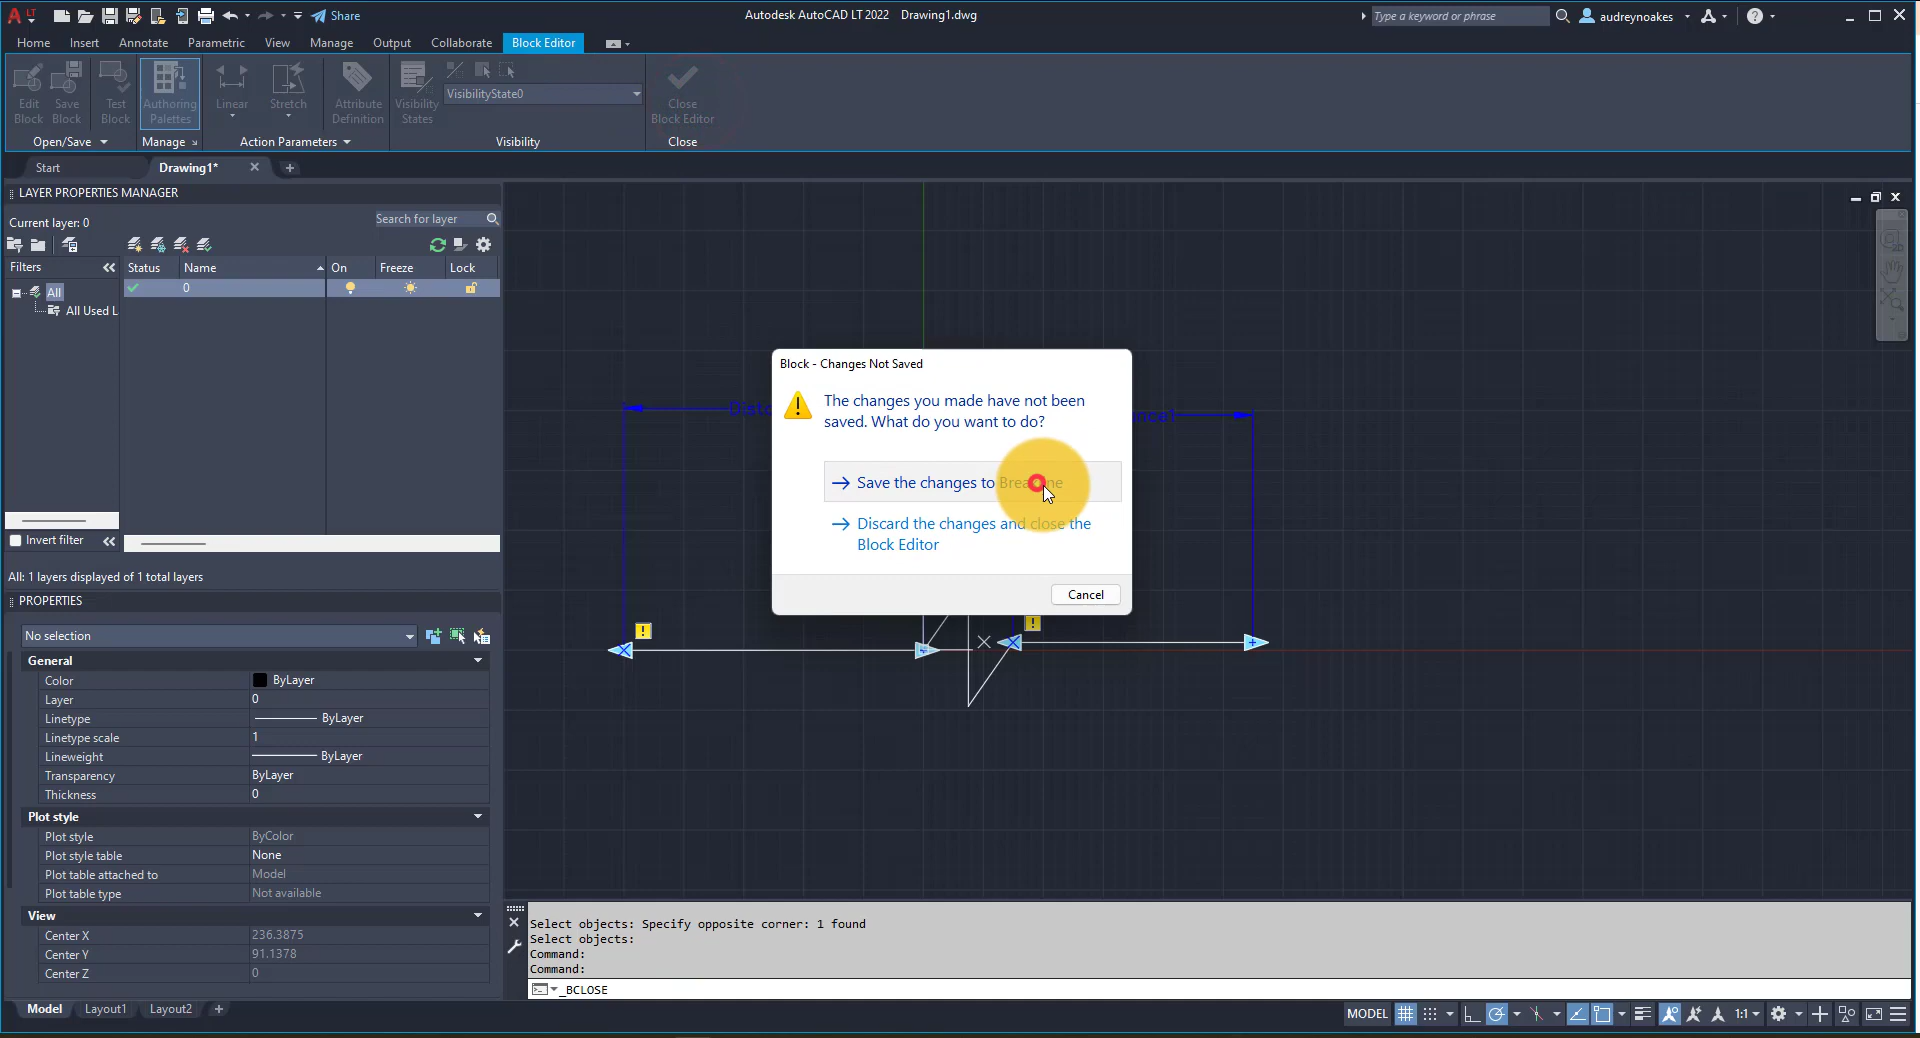 Share
Autodesk AutoCAD LT 2022 Drawing1.dwg
Type a keyword or phrase
audreynoakes
Home Insert Annotate Parametric View Manage Output Collaborate Block Editor
Edit Block
Save Block
Test Block
Authoring Palettes
Linear
Stretch
Attribute Definition
Visibility States
VisibilityState0
Close Block Editor
Open/Save Manage Action Parameters Visibility Close
Start Drawing1*
LAYER PROPERTIES MANAGER
Current layer: 0
Search for layer
Filters Status Name On Freeze Lock
All 0
All Used L
Invert filter
All: 1 layers displayed of 1 total layers
PROPERTIES
No selection
General
Color ByLayer
Layer 0
Linetype ByLayer
Linetype scale 1
Lineweight ByLayer
Transparency ByLayer
Thickness 0
Plot style
Plot style ByColor
Plot style table None
Plot table attached to Model
Plot table type Not available
View
Center X 236.3875
Center Y 91.1378
Center Z 0
Block - Changes Not Saved
The changes you made have not been
saved. What do you want to do?
Save the changes to
Discard the changes and close the
Block Editor
Cancel
Select objects: Specify opposite corner: 1 found
Select objects:
Command:
Command:
_BCLOSE
Model Layout1 Layout2
MODEL 1:1